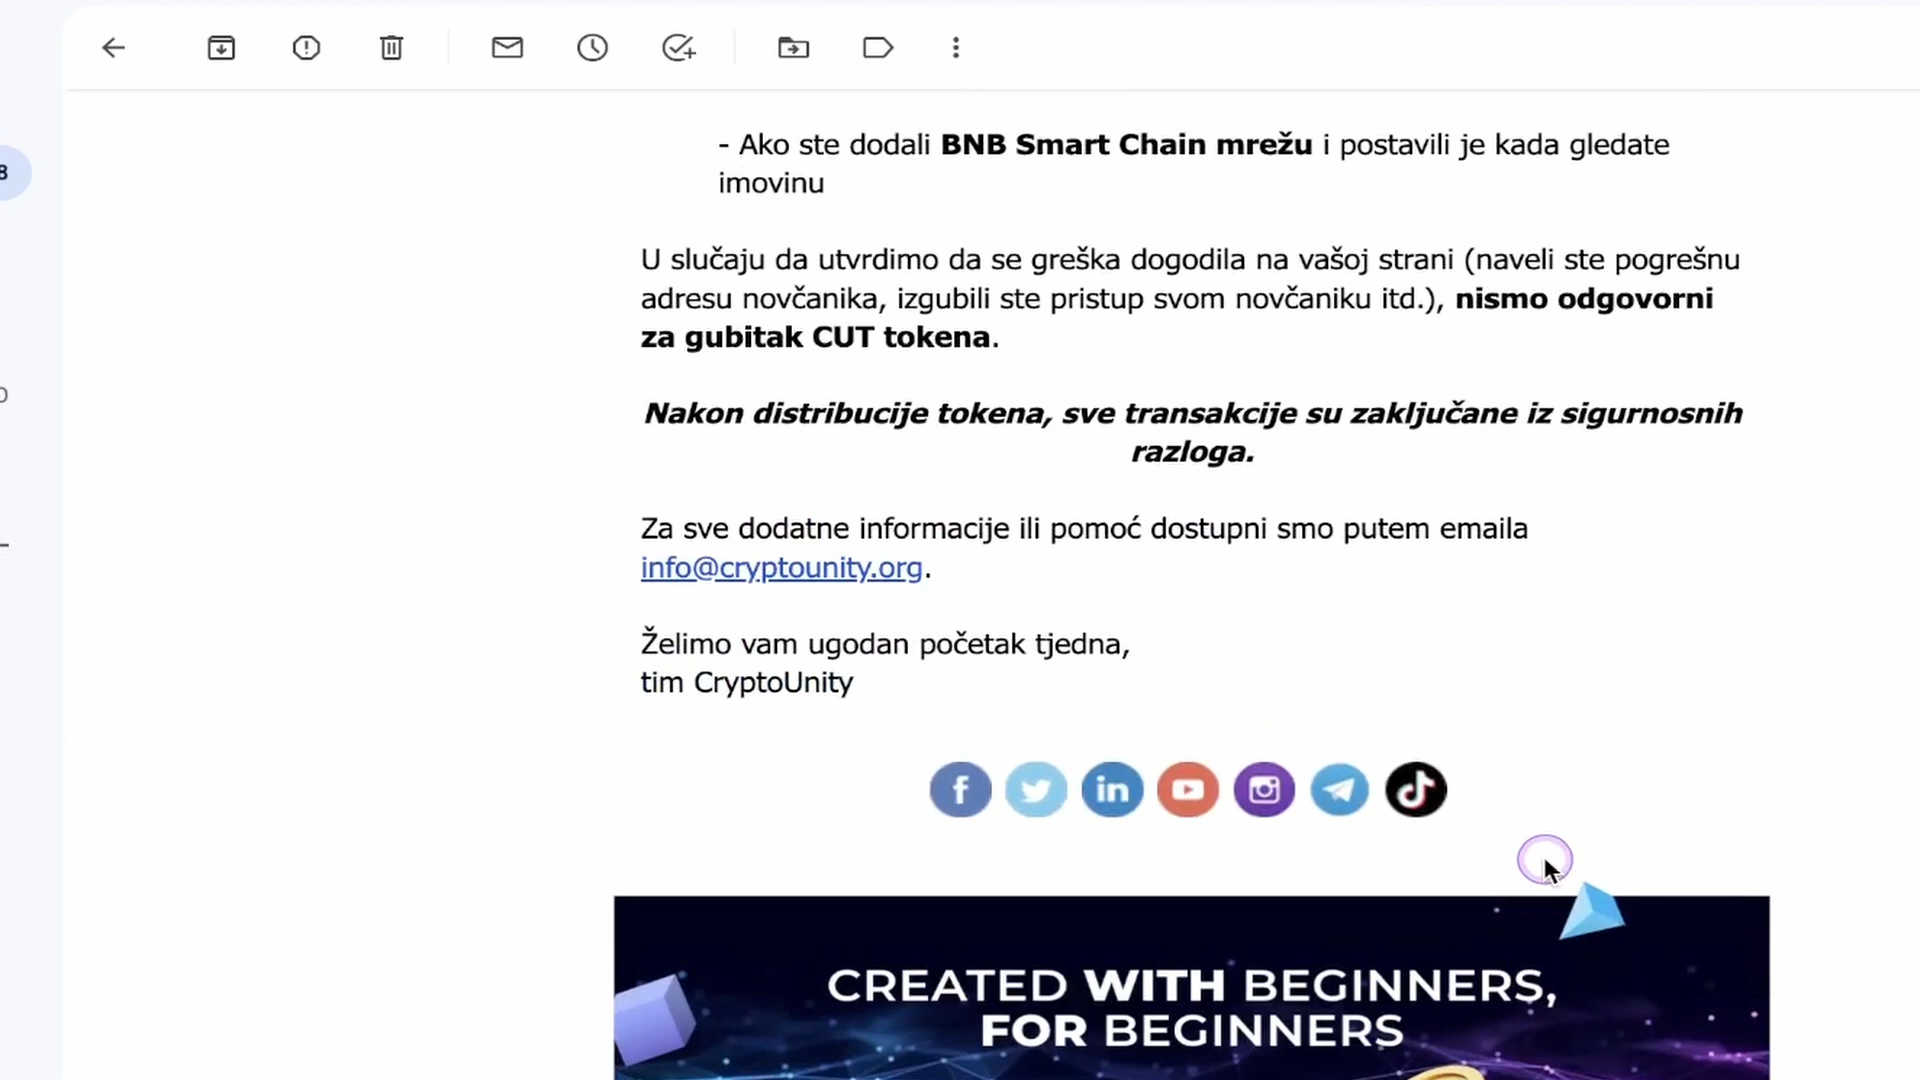 - Ako ste dodali BNB Smart Chain mrežu i postavili je kada gledate
imovinu
U slučaju da utvrdimo da se greška dogodila na vašoj strani (naveli ste pogrešnu
adresu novčanika, izgubili ste pristup svom novčaniku itd.), nismo odgovorni
za gubitak CUT tokena.
Nakon distribucije tokena, sve transakcije su zaključane iz sigurnosnih
razloga.
Za sve dodatne informacije ili pomoć dostupni smo putem emaila
info@cryptounity.org.
Želimo vam ugodan početak tjedna,
tim CryptoUnity
CREATED WITH BEGINNERS,
FOR BEGINNERS